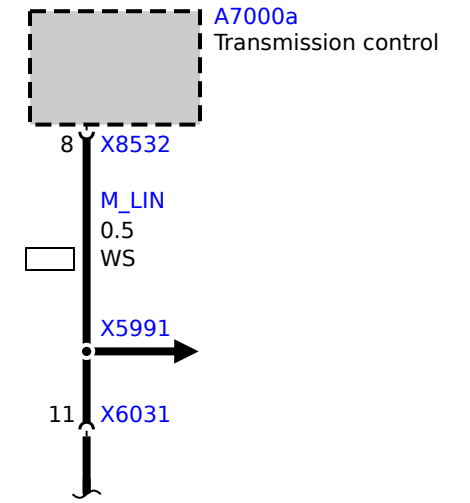 A7000a
Transmission control
8 X8532
M_LIN
0.5
WS
X5991
11 X6031